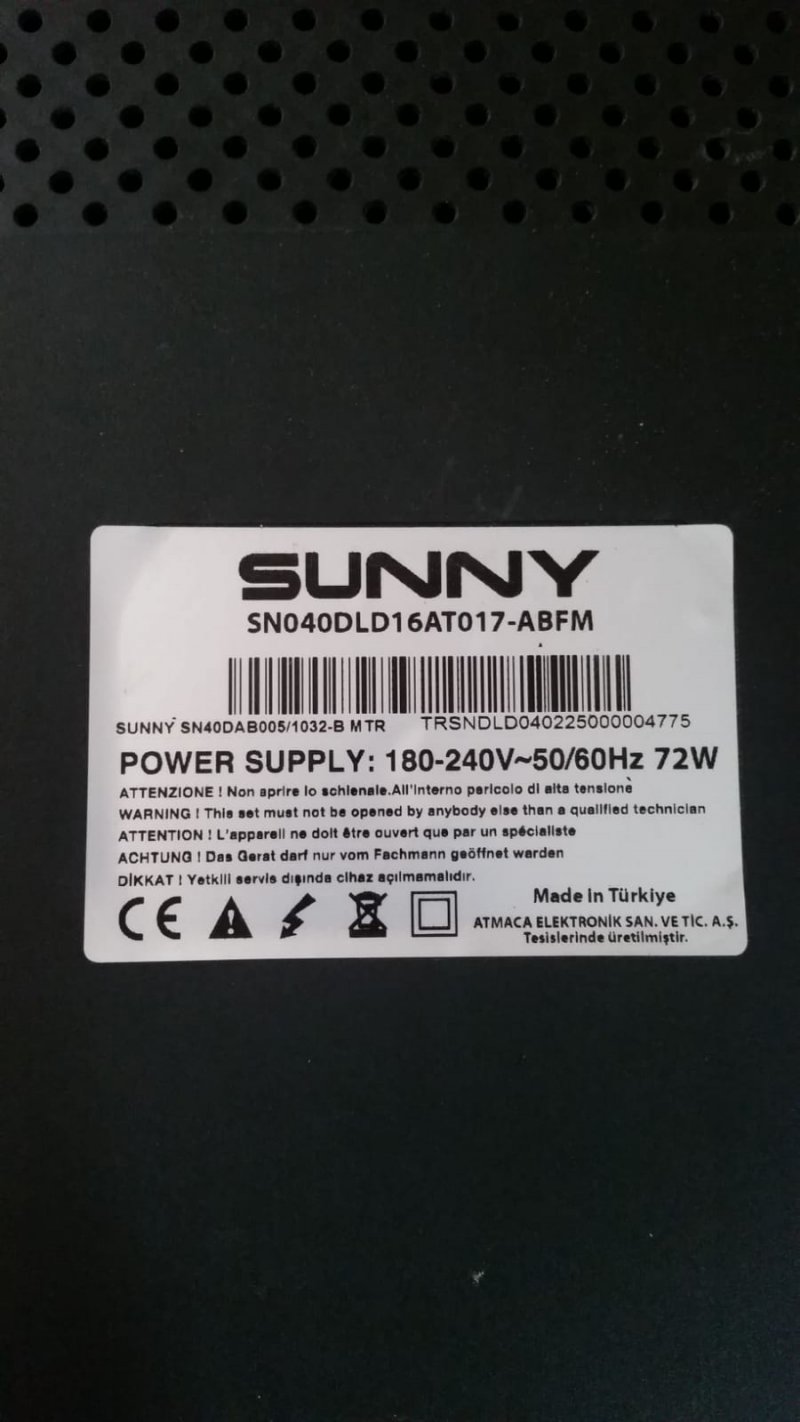 SUNNY
SN040DLD16AT017-ABFM
SUNNY SN40DAB005/1032-B M TR TRSNDLD040225000004775
POWER SUPPLY: 180-240V~50/60Hz 72W
ATTENZIONE ! Non aprire lo schienale.All'interno pericolo di alta tensione
WARNING ! This set must not be opened by anybody else than a qualified technician
ATTENTION ! L'appareil ne doit être ouvert que par un spécialiste
ACHTUNG ! Das Gerat darf nur vom Fachmann geöffnet warden
DİKKAT ! Yetkili servis dışında cihaz açılmamalıdır.
CE
Made in Türkiye
ATMACA ELEKTRONİK SAN. VE TİC. A.Ş.
Tesislerinde üretilmiştir.